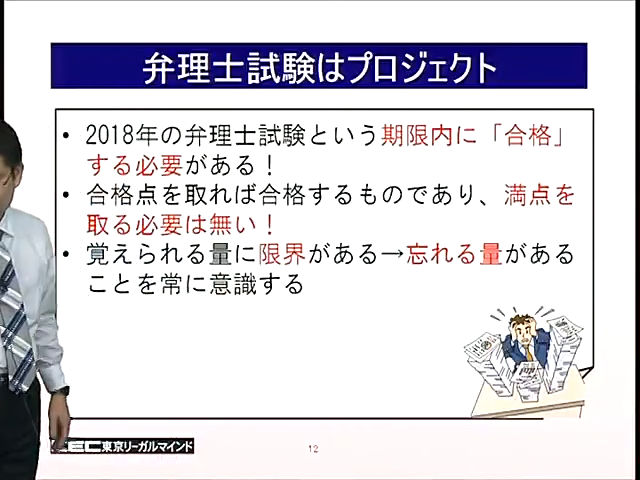 弁理士試験はプロジェクト
• 2018年の弁理士試験という期限内に「合格」
する必要がある！
• 合格点を取れば合格するものであり、満点を
取る必要は無い！
• 覚えられる量に限界がある→忘れる量がある
ことを常に意識する
LEC東京リーガルマインド
12